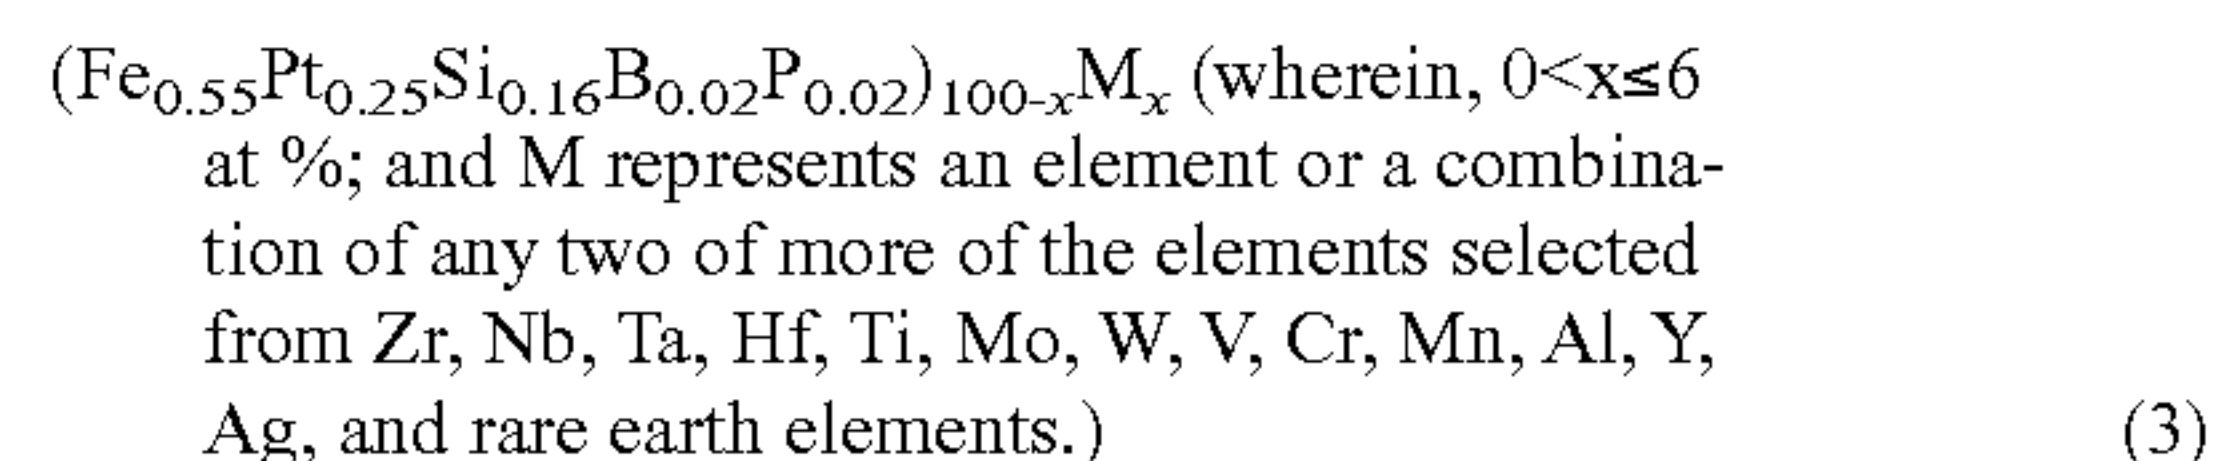 (Fe₀.₅₅Pt₀.₂₅Si₀.₁₆B₀.₀₂P₀.₀₂)₁₀₀₋ₓMₓ (wherein, 0<x≤6
at %; and M represents an element or a combina-
tion of any two of more of the elements selected
from Zr, Nb, Ta, Hf, Ti, Mo, W, V, Cr, Mn, Al, Y,
Ag, and rare earth elements.) (3)